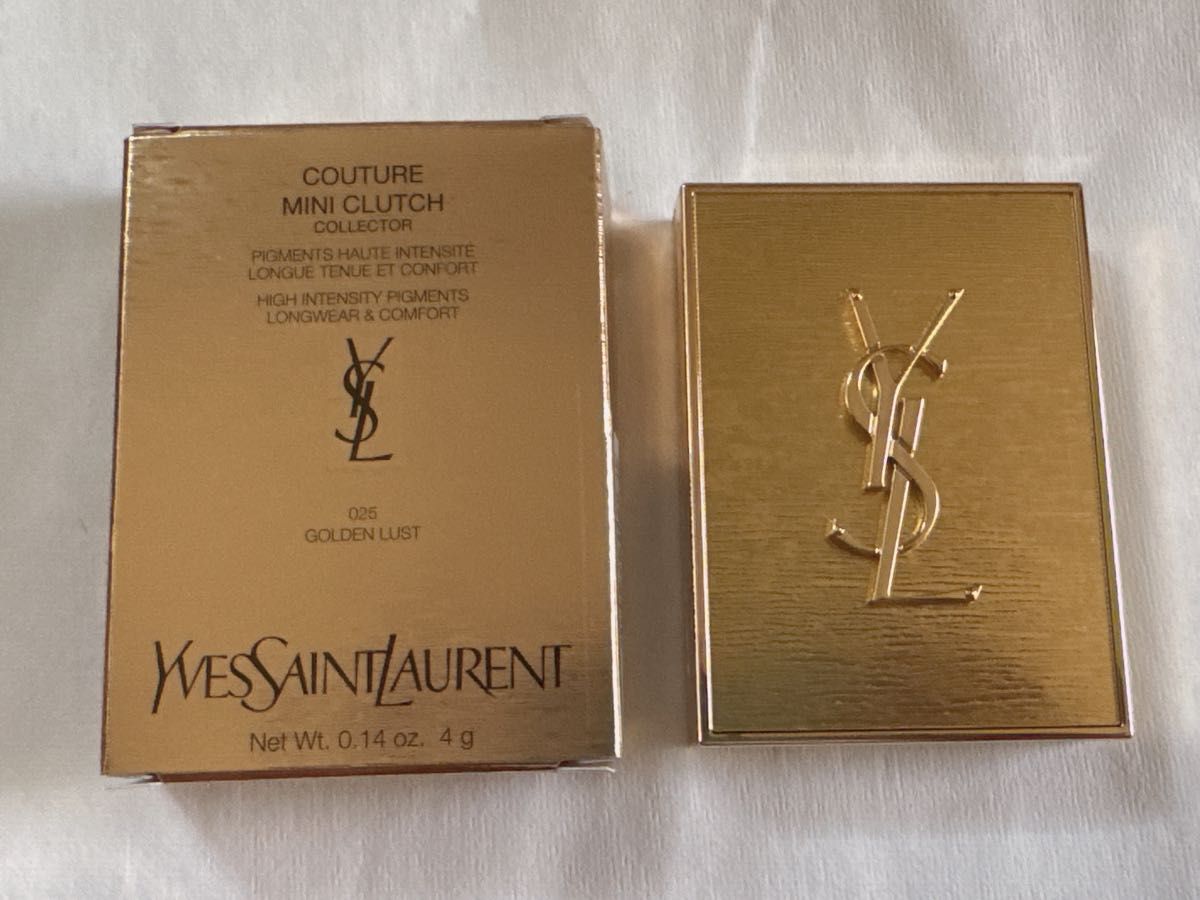 COUTURE
MINI CLUTCH
COLLECTOR
PIGMENTS HAUTE INTENSITÉ
LONGUE TENUE ET CONFORT
HIGH INTENSITY PIGMENTS
LONGWEAR & COMFORT
YSL
025
GOLDEN LUST
YVESSAINTLAURENT
Net Wt. 0.14 oz. 4 g
YSL